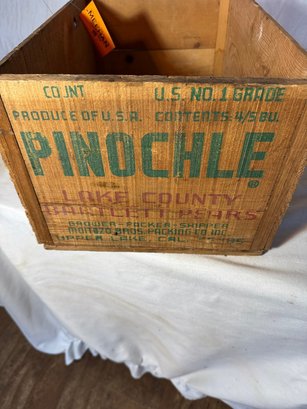 COUNT U.S. NO. 1 GRADE
PRODUCE OF U.S.A. CONTENTS 4/5 BU.
PINOCHLE ®
LAKE COUNTY
BARTLETT PEARS
GROWER-PACKER-SHIPPER
BROS. PACKING CO. INC.
UPPER LAKE, CAL.